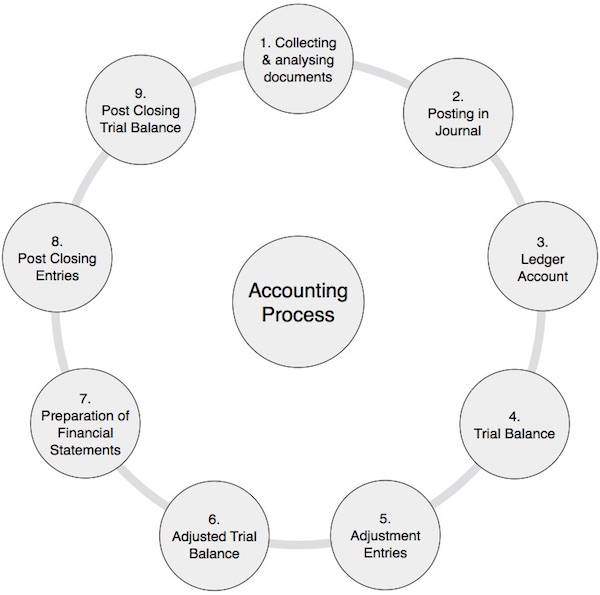 1. Collecting
& analysing
documents
2.
Posting in
Journal
3.
Ledger
Account
4.
Trial Balance
5.
Adjustment
Entries
6.
Adjusted Trial
Balance
7.
Preparation of
Financial
Statements
8.
Post Closing
Entries
9.
Post Closing
Trial Balance
Accounting
Process